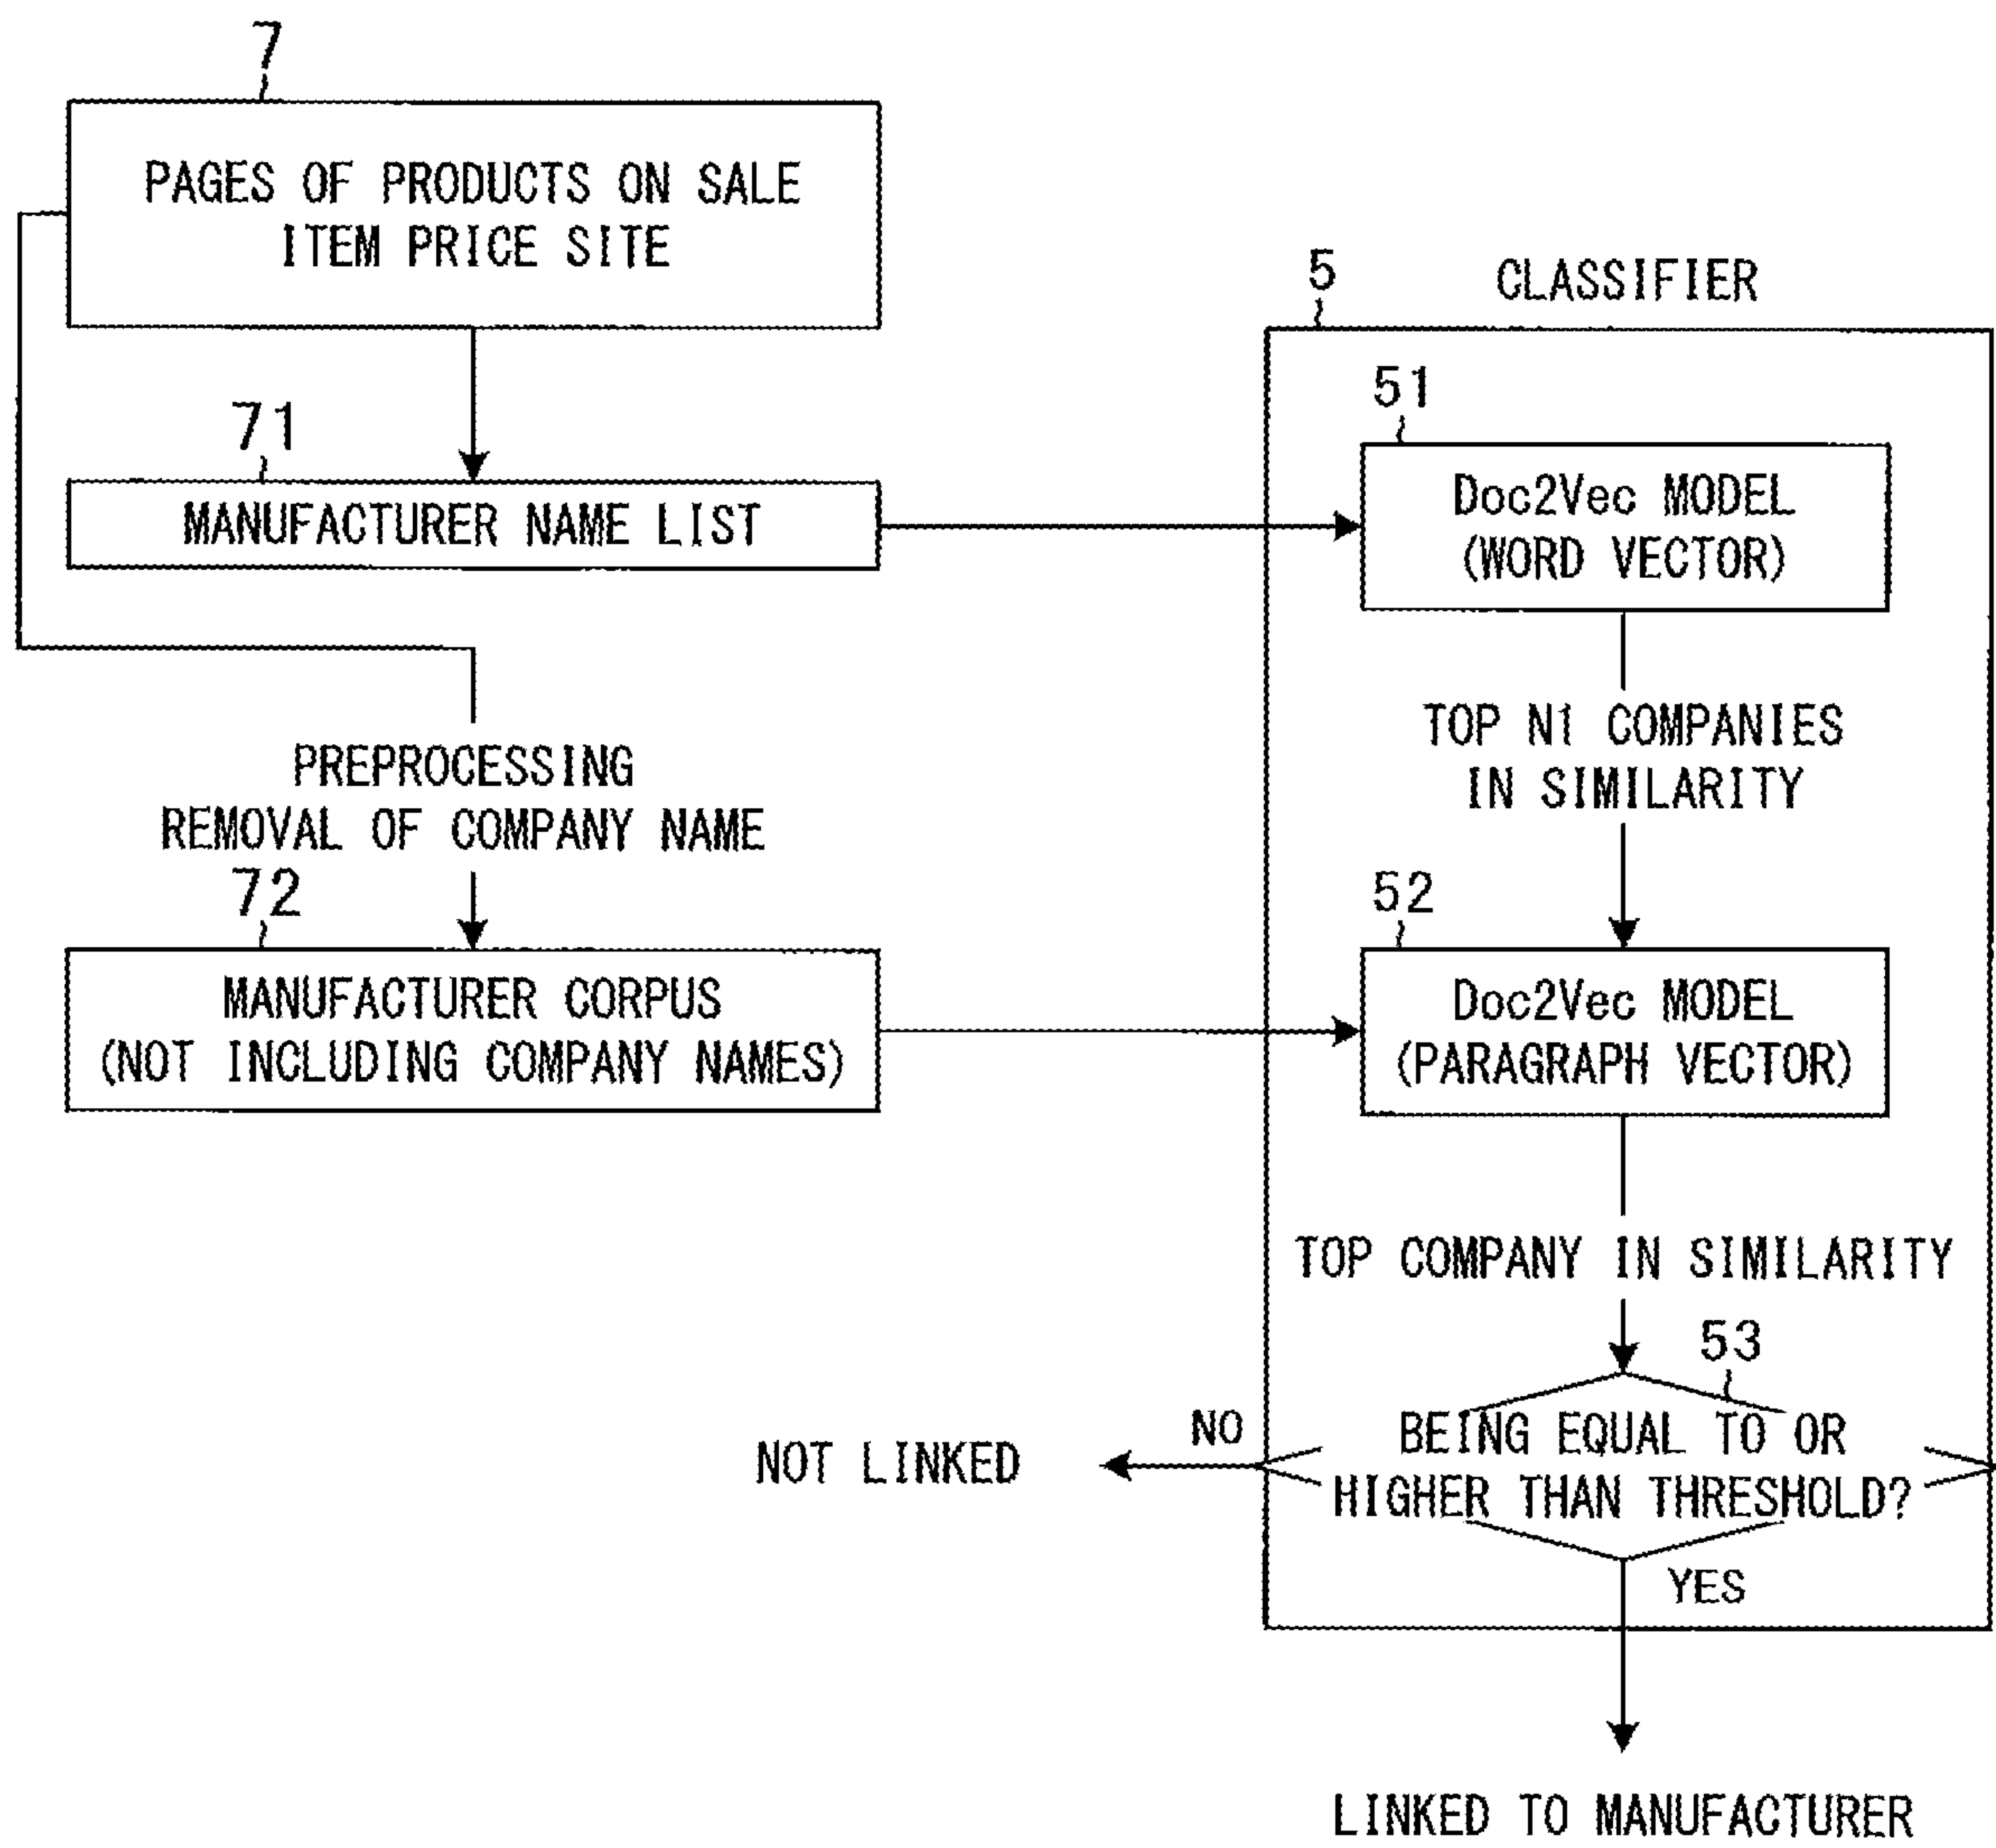 7
PAGES OF PRODUCTS ON SALE
ITEM PRICE SITE
71
MANUFACTURER NAME LIST
PREPROCESSING
REMOVAL OF COMPANY NAME
72
MANUFACTURER CORPUS
(NOT INCLUDING COMPANY NAMES)
5
CLASSIFIER
51
Doc2Vec MODEL
(WORD VECTOR)
TOP N1 COMPANIES
IN SIMILARITY
52
Doc2Vec MODEL
(PARAGRAPH VECTOR)
TOP COMPANY IN SIMILARITY
53
BEING EQUAL TO OR
HIGHER THAN THRESHOLD?
NO
NOT LINKED
YES
LINKED TO MANUFACTURER